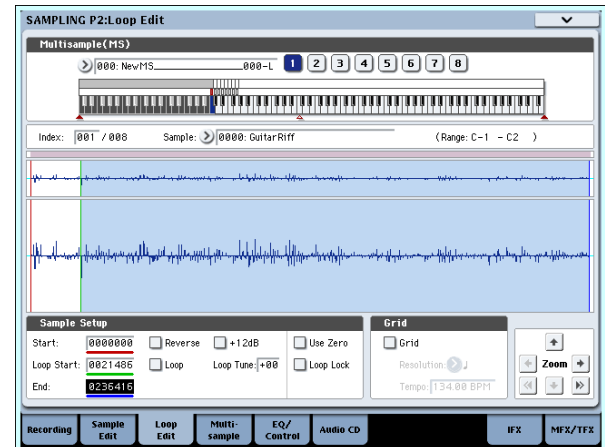 SAMPLING P2:Loop Edit
Multisample(MS)
000: NewMS_______________000-L 1 2 3 4 5 6 7 8
Index: 001 /008 Sample: 0000: GuitarRiff (Range: C-1 - C2 )
Sample Setup Grid
Start: 0000000 Reverse +12dB Use Zero Grid
Loop Start: 0021486 Loop Loop Tune: +00 Loop Lock Resolution: ♩ Zoom
End: 0236416 Tempo: 134.00 BPM
Recording Sample Edit Loop Edit Multi-sample EQ/Control Audio CD IFX MFX/TFX